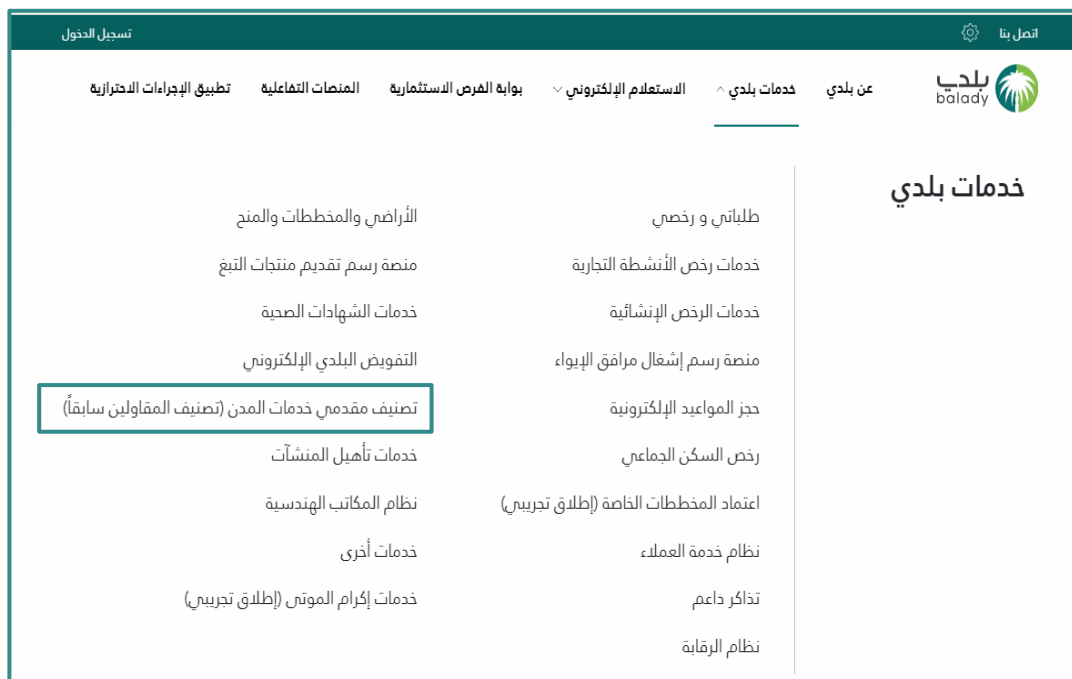 اتصل بنا
تسجيل الدخول
بلدي
balady
عن بلدي
خدمات بلدي
الاستعلام الإلكتروني
بوابة الفرص الاستثمارية
المنصات التفاعلية
تطبيق الإجراءات الاحترازية
خدمات بلدي
طلباتي و رخصي
خدمات رخص الأنشطة التجارية
خدمات الرخص الإنشائية
منصة رسم إشغال مرافق الإيواء
حجز المواعيد الإلكترونية
رخص السكن الجماعي
اعتماد المخططات الخاصة (إطلاق تجريبي)
نظام خدمة العملاء
تذاكر داعم
نظام الرقابة
الأراضي والمخططات والمنح
منصة رسم تقديم منتجات التبغ
خدمات الشهادات الصحية
التفويض البلدي الإلكتروني
تصنيف مقدمي خدمات المدن (تصنيف المقاولين سابقاً)
خدمات تأهيل المنشآت
نظام المكاتب الهندسية
خدمات أخرى
خدمات إكرام الموتى (إطلاق تجريبي)